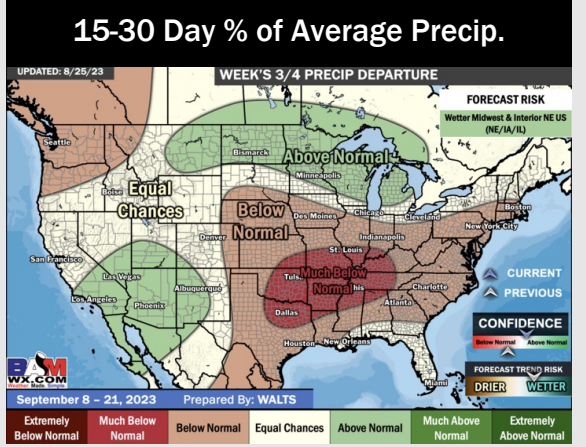 15-30 Day % of Average Precip.
UPDATED: 8/25/23
WEEK'S 3/4 PRECIP DEPARTURE
FORECAST RISK
Wetter Midwest & Interior NE US
(NE/IA/IL)
Seattle
Bismarck
Above Normal
Minneapolis
Boise
Equal
Chances
Below
Normal
Des Moines
Chicago
Cleveland
Boston
New York City
Denver
Indianapolis
San Francisco
St. Louis
Las Vegas
Tuls
Much Below
Normal
his
CURRENT
PREVIOUS
Los Angeles
Phoenix
Albuquerque
Charlotte
Atlanta
Dallas
CONFIDENCE
Below Normal
Above Normal
Houston
New Orleans
Miami
FORECAST TREND RISK
DRIER
WETTER
BAM
WX.COM
Weather. Made. Simple.
September 8 – 21, 2023
Prepared By: WALTS
Extremely
Below Normal
Much Below
Normal
Below Normal
Equal Chances
Above Normal
Much Above
Normal
Extremely
Above Normal